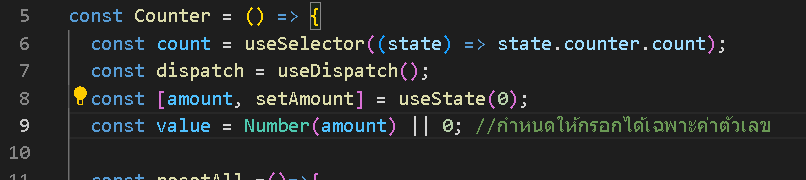 5 const Counter = () => {
6 const count = useSelector((state) => state.counter.count);
7 const dispatch = useDispatch();
8 const [amount, setAmount] = useState(0);
9 const value = Number(amount) || 0; //กำหนดให้กรอกได้เฉพาะค่าตัวเลข
10
const resetAll =()=>{